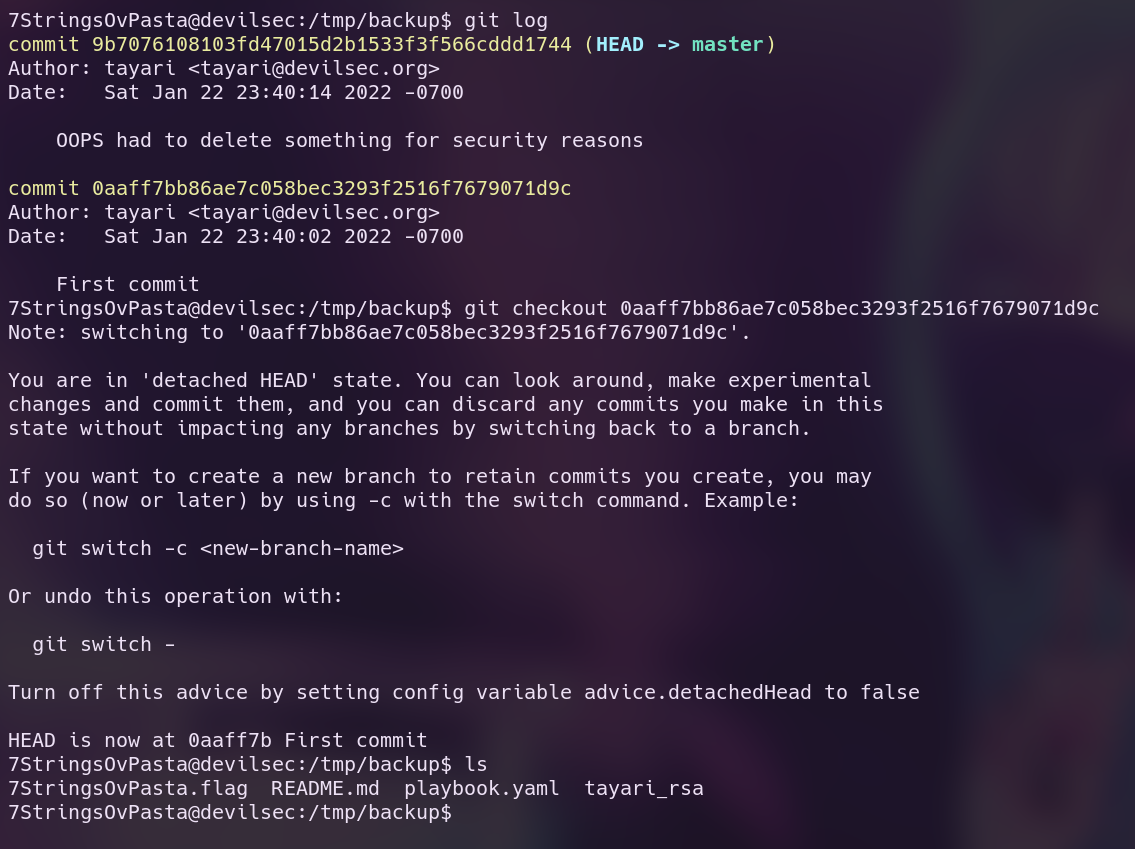 7StringsOvPasta@devilsec:/tmp/backup$ git log
commit 9b7076108103fd47015d2b1533f3f566cddd1744 (HEAD -> master)
Author: tayari <tayari@devilsec.org>
Date:   Sat Jan 22 23:40:14 2022 -0700
    OOPS had to delete something for security reasons
commit 0aaff7bb86ae7c058bec3293f2516f7679071d9c
Author: tayari <tayari@devilsec.org>
Date:   Sat Jan 22 23:40:02 2022 -0700
    First commit
7StringsOvPasta@devilsec:/tmp/backup$ git checkout 0aaff7bb86ae7c058bec3293f2516f7679071d9c
Note: switching to '0aaff7bb86ae7c058bec3293f2516f7679071d9c'.
You are in 'detached HEAD' state. You can look around, make experimental
changes and commit them, and you can discard any commits you make in this
state without impacting any branches by switching back to a branch.
If you want to create a new branch to retain commits you create, you may
do so (now or later) by using -c with the switch command. Example:
  git switch -c <new-branch-name>
Or undo this operation with:
  git switch -
Turn off this advice by setting config variable advice.detachedHead to false
HEAD is now at 0aaff7b First commit
7StringsOvPasta@devilsec:/tmp/backup$ ls
7StringsOvPasta.flag  README.md  playbook.yaml  tayari_rsa
7StringsOvPasta@devilsec:/tmp/backup$